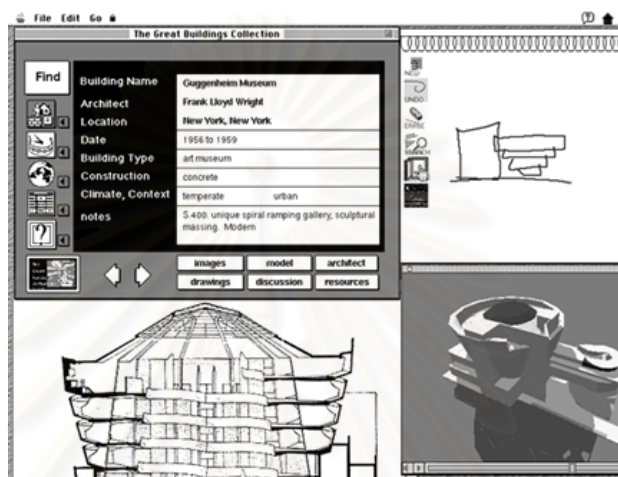 File Edit Go
The Great Buildings Collection
Find
Building Name Guggenheim Museum
Architect Frank Lloyd Wright
Location New York, New York
Date 1956 to 1959
Building Type art museum
Construction concrete
Climate, Context temperate urban
notes S.400. unique spiral ramping gallery, sculptural
massing. Modern
images model architect
drawings discussion resources
NEW
UNDO
ERASE